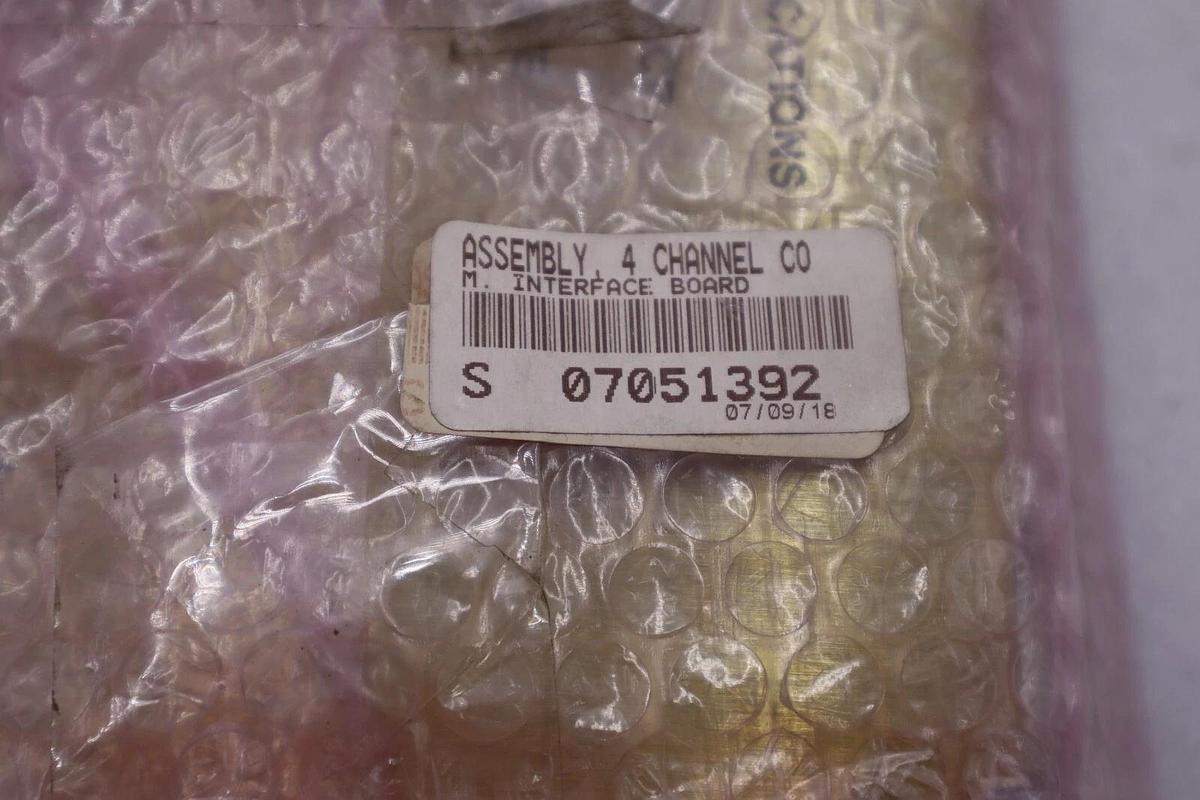 CATIONS
ASSEMBLY, 4 CHANNEL CO
M. INTERFACE BOARD
S 07051392
07/09/18